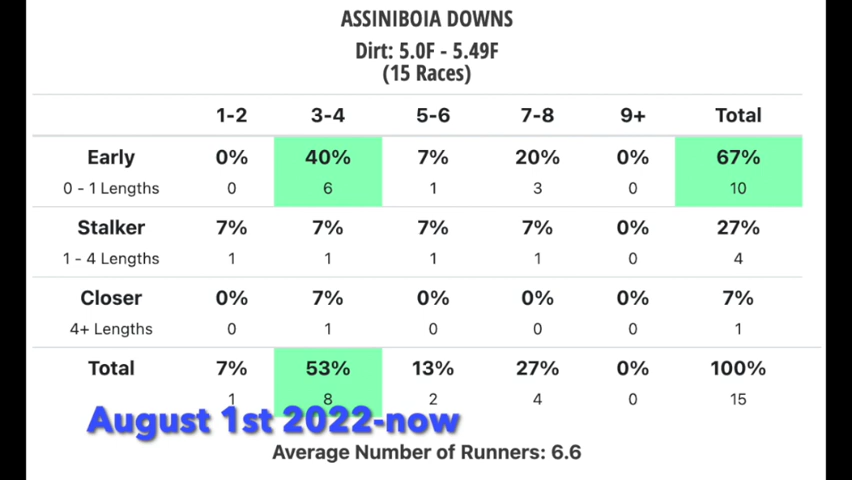 ASSINIBOIA DOWNS
Dirt: 5.0F - 5.49F
(15 Races)
1-2 3-4 5-6 7-8 9+ Total
Early 0% 40% 7% 20% 0% 67%
0 - 1 Lengths 0 6 1 3 0 10
Stalker 7% 7% 7% 7% 0% 27%
1 - 4 Lengths 1 1 1 1 0 4
Closer 0% 7% 0% 0% 0% 7%
4+ Lengths 0 1 0 0 0 1
Total 7% 53% 13% 27% 0% 100%
1 8 2 4 0 15
August 1st 2022-now
Average Number of Runners: 6.6